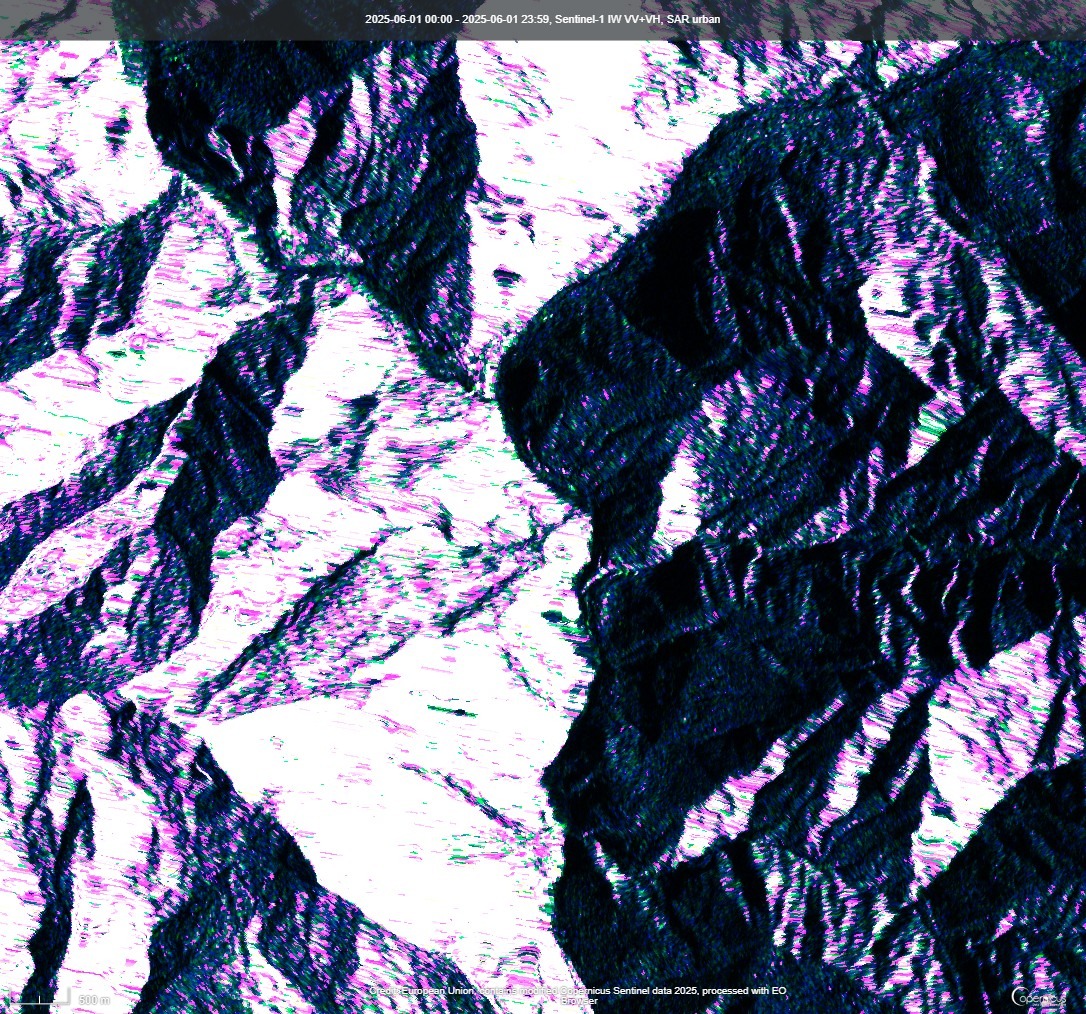 2025-06-01 00:00 - 2025-06-01 23:59, Sentinel-1 IW VV+VH, SAR urban
500 m
Credit: European Union, contains modified Copernicus Sentinel data 2025, processed with EO
Browser
Copernicus